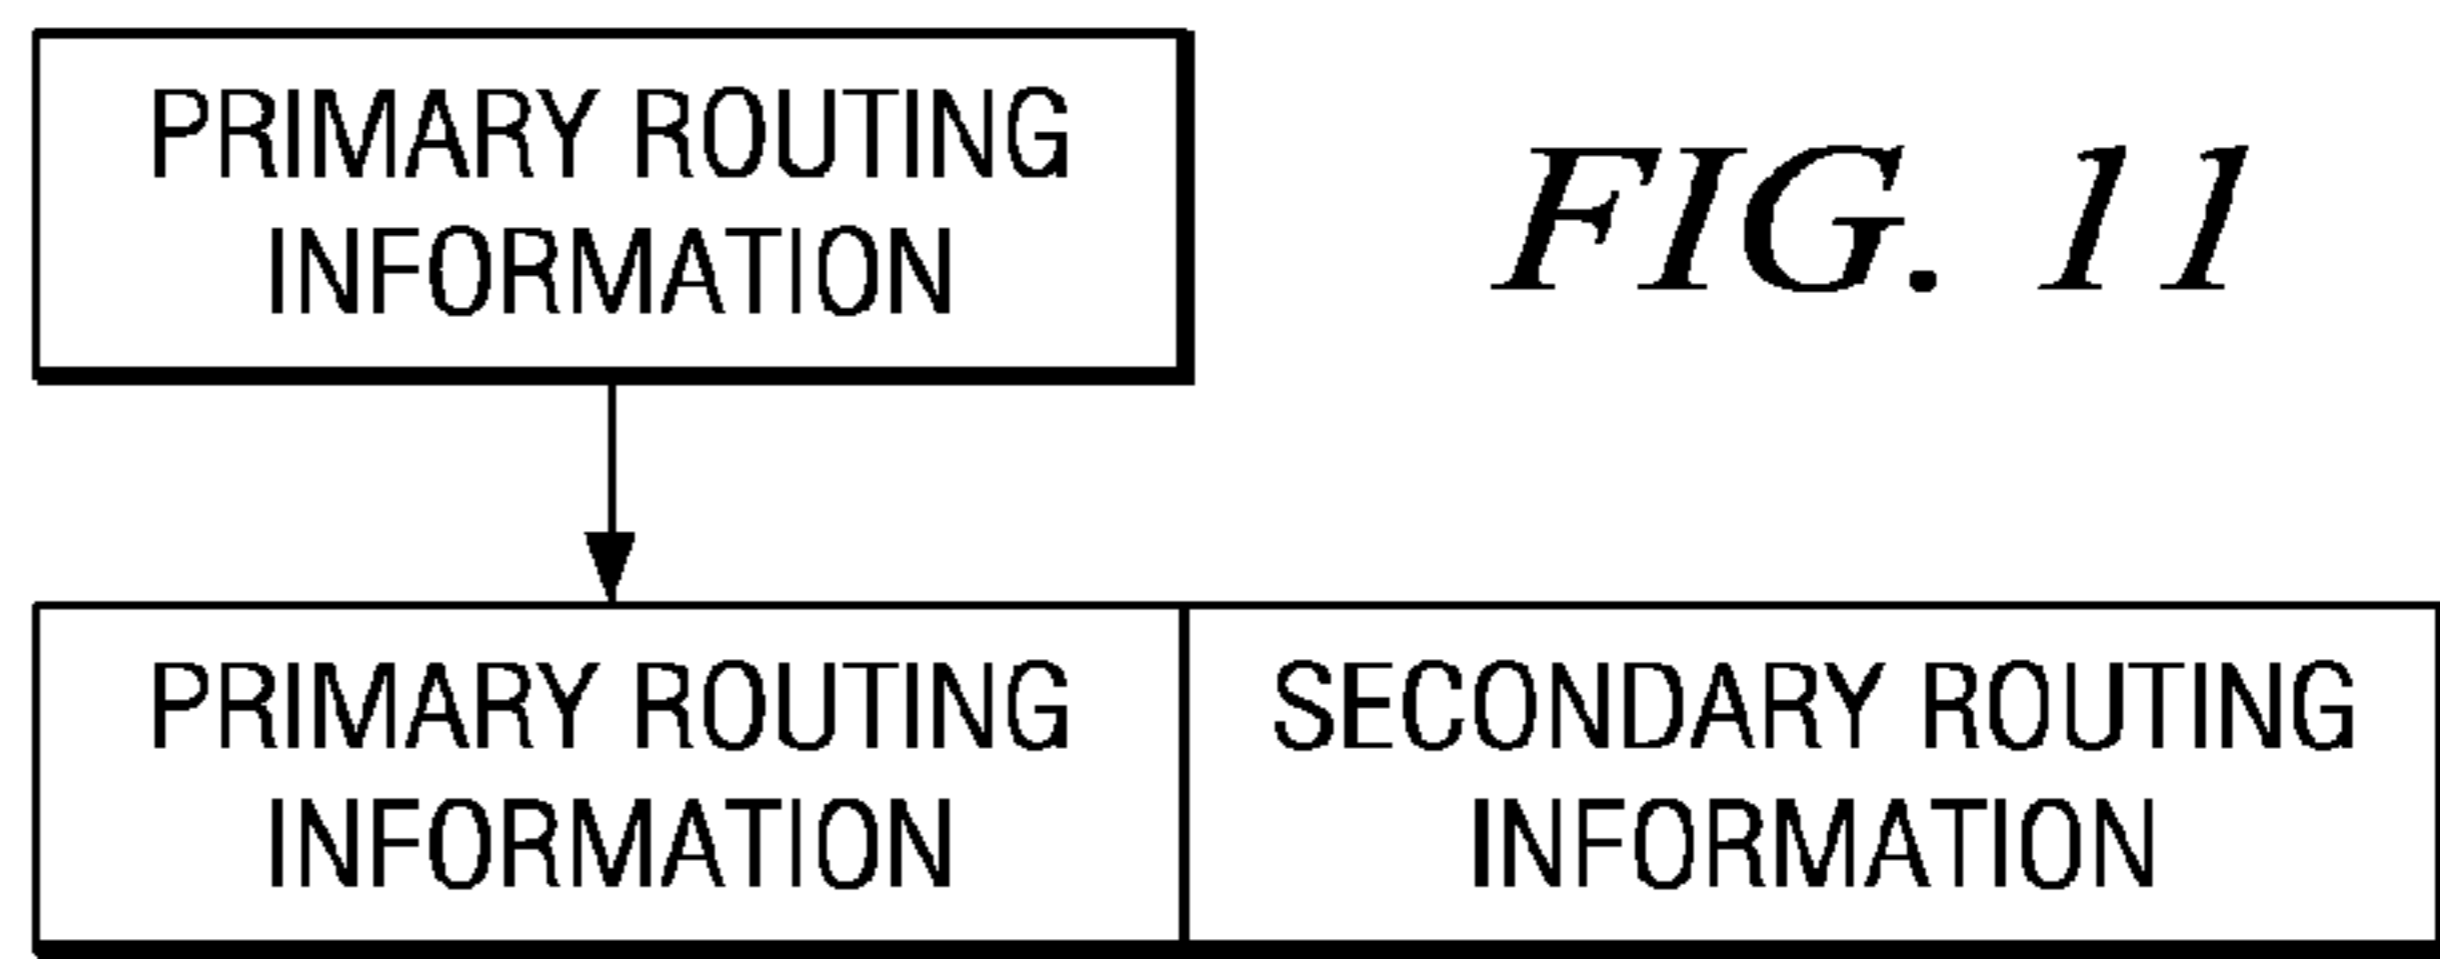 PRIMARY ROUTING
INFORMATION
FIG. 11
PRIMARY ROUTING
INFORMATION
SECONDARY ROUTING
INFORMATION